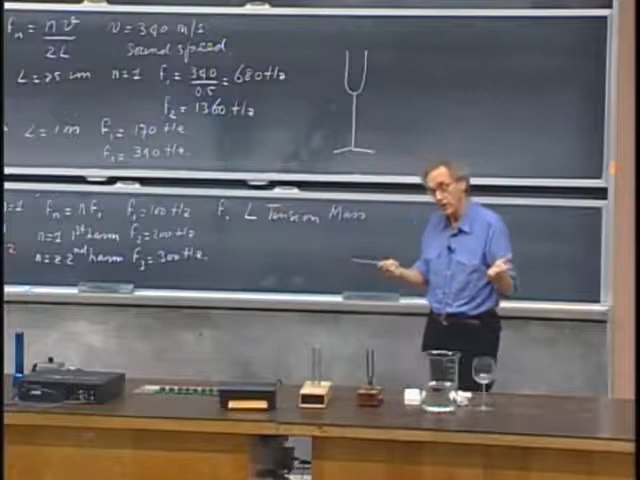 fₙ = nv/2L v = 340 m/s
Sound speed
L = 25 cm n=1 f₁ = 340/0.5 = 680 Hz
f₂ = 1360 Hz
L = 1 m f₁ = 170 Hz
f₂ = 340 Hz
n=1 fₙ = n f₁ f₁ = 100 Hz f, L Tension Mass
n=1 1st harm f₂ = 200 Hz
2 n=2 2nd harm f₃ = 300 Hz